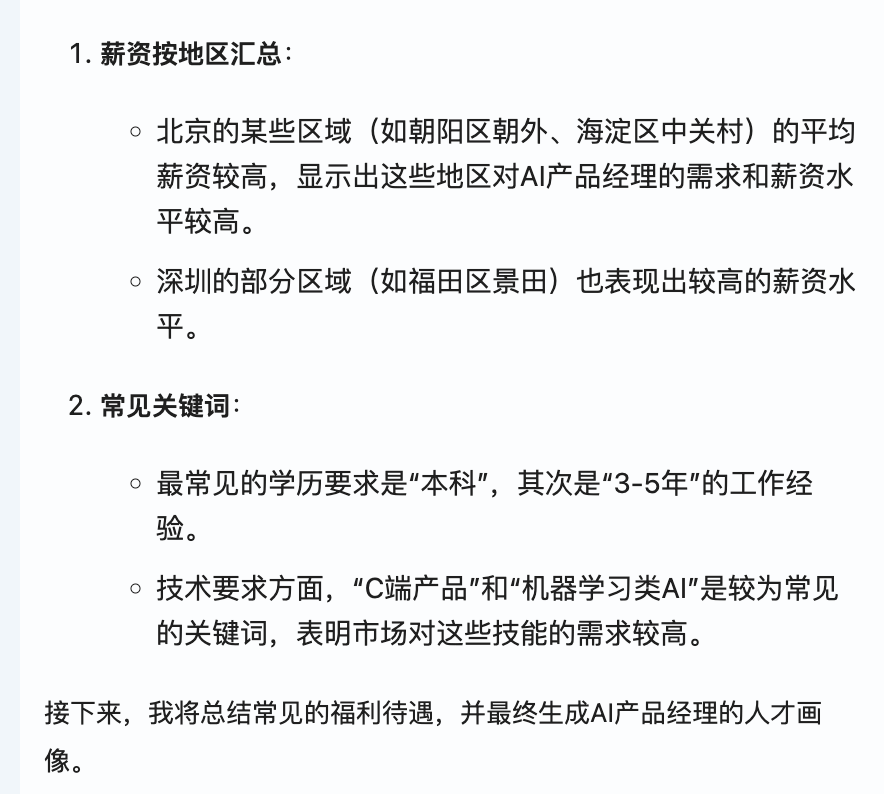 1. 薪资按地区汇总：
○ 北京的某些区域（如朝阳区朝外、海淀区中关村）的平均
薪资较高，显示出这些地区对AI产品经理的需求和薪资水
平较高。
○ 深圳的部分区域（如福田区景田）也表现出较高的薪资水
平。
2. 常见关键词：
○ 最常见的学历要求是“本科”，其次是“3-5年”的工作经
验。
○ 技术要求方面，“C端产品”和“机器学习类AI”是较为常见
的关键词，表明市场对这些技能的需求较高。
接下来，我将总结常见的福利待遇，并最终生成AI产品经理的人才画
像。